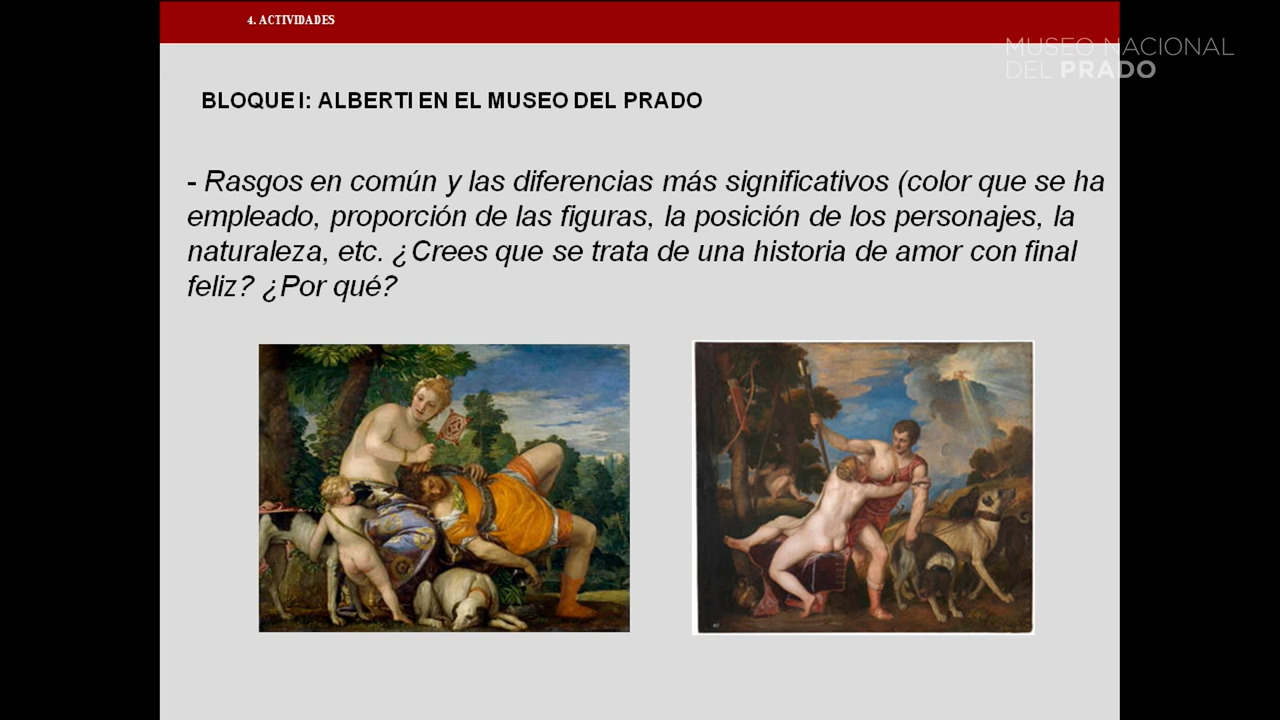 4. ACTIVIDADES
MUSEO NACIONAL
DEL PRADO
BLOQUE I: ALBERTI EN EL MUSEO DEL PRADO
- Rasgos en común y las diferencias más significativos (color que se ha
empleado, proporción de las figuras, la posición de los personajes, la
naturaleza, etc. ¿Crees que se trata de una historia de amor con final
feliz? ¿Por qué?